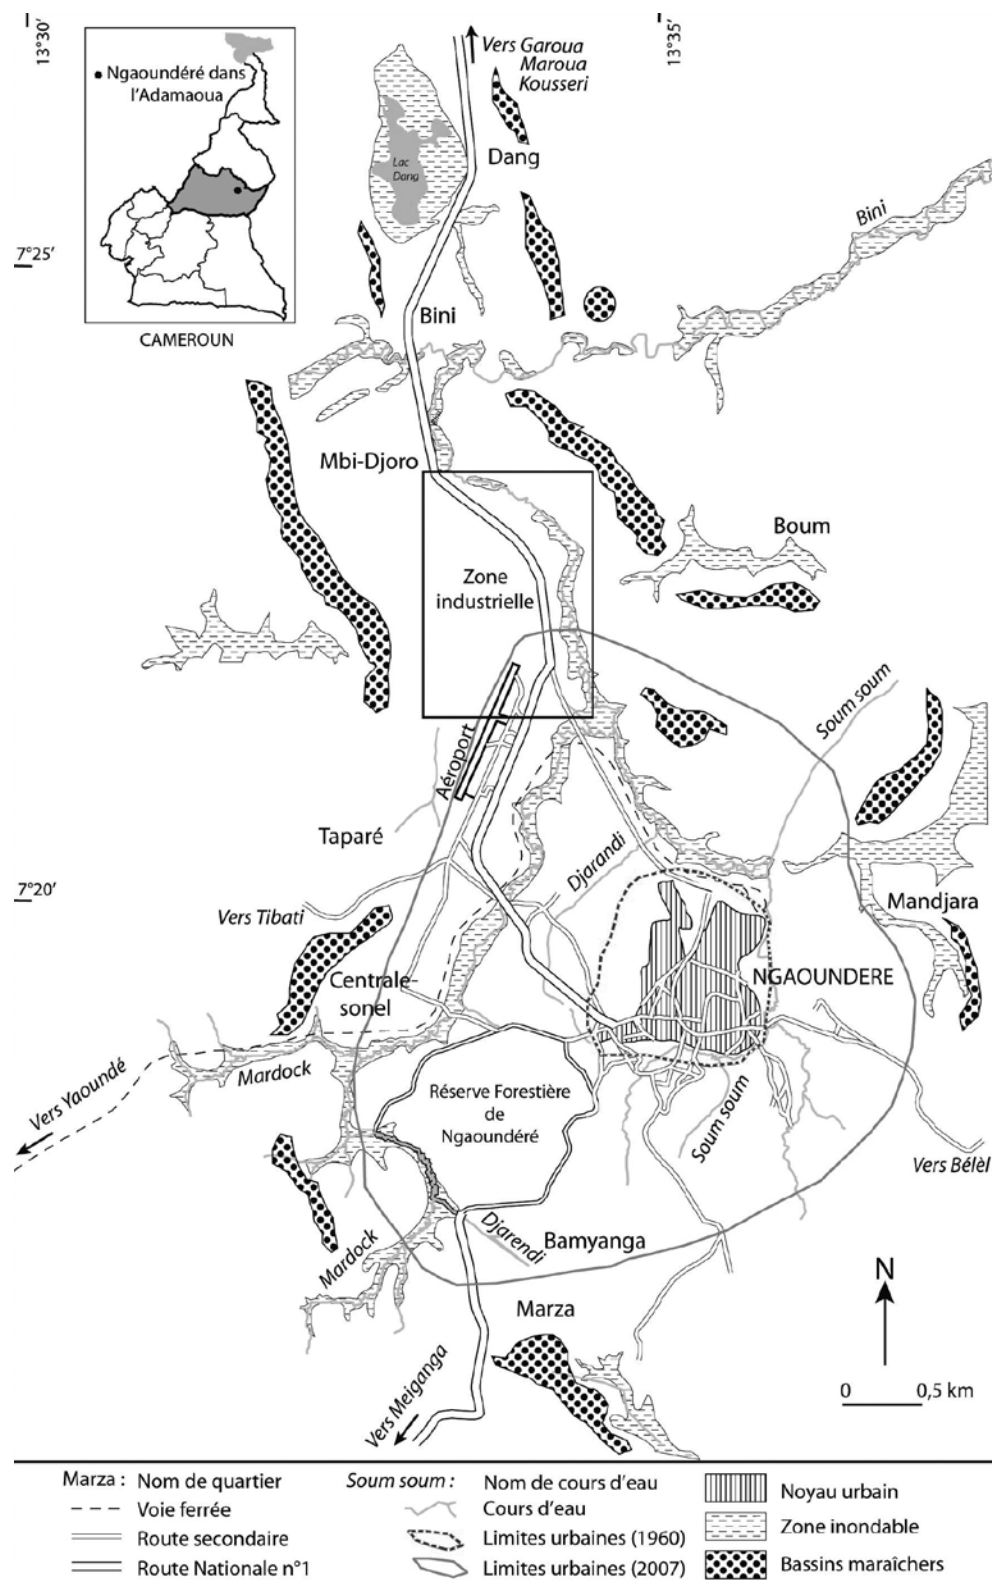 13°30'
13°35'
Ngaoundéré dans
l'Adamaoua
CAMEROUN
Vers Garoua
Maroua
Kousseri
Lac
Dang
Dang
Bini
7°25'
Bini
Mbi-Djoro
Boum
Zone
industrielle
Soum soum
Aéroport
Taparé
Djarandi
7°20'
Vers Tibati
Mandjara
Centrale-
sonel
NGAOUNDERE
Mardock
Vers Yaoundé
Réserve Forestière
de
Ngaoundéré
Soum soum
Vers Bélèl
Djarendi
Bamyanga
Mardock
N
Marza
Vers Meiganga
0 0,5 km
Marza : Nom de quartier
Voie ferrée
Route secondaire
Route Nationale n°1
Soum soum : Nom de cours d'eau
Cours d'eau
Limites urbaines (1960)
Limites urbaines (2007)
Noyau urbain
Zone inondable
Bassins maraîchers